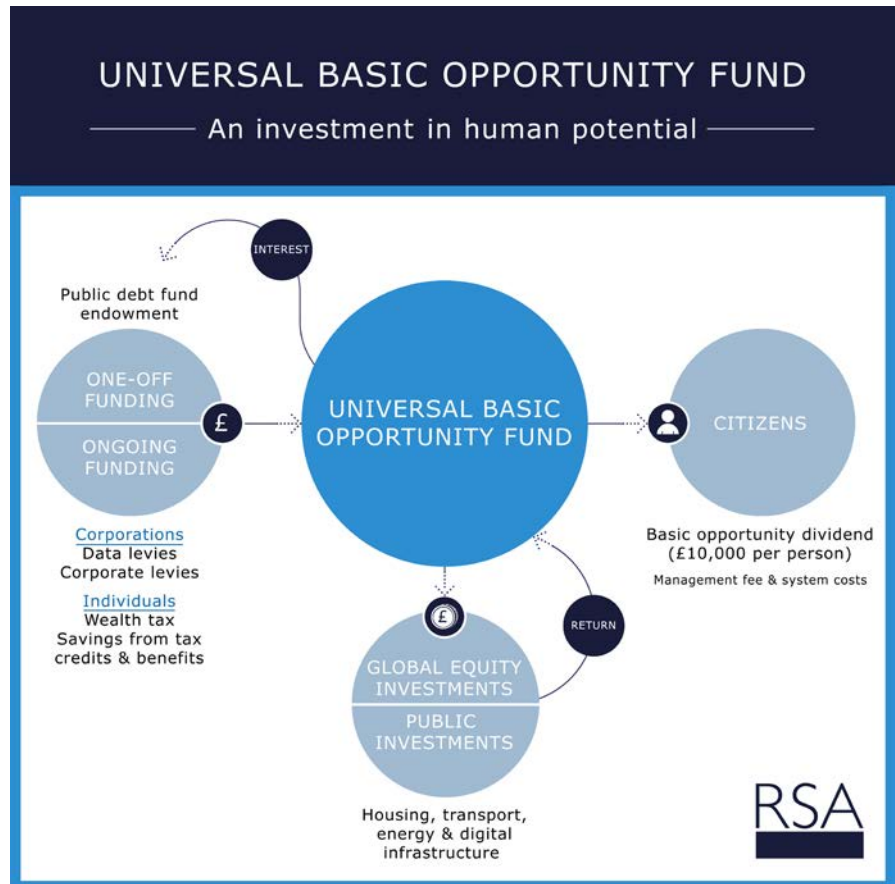 UNIVERSAL BASIC OPPORTUNITY FUND
An investment in human potential
INTEREST
Public debt fund
endowment
ONE-OFF
FUNDING
£
ONGOING
FUNDING
Corporations
Data levies
Corporate levies
Individuals
Wealth tax
Savings from tax
credits & benefits
UNIVERSAL BASIC
OPPORTUNITY FUND
CITIZENS
Basic opportunity dividend
(£10,000 per person)
Management fee & system costs
£
RETURN
GLOBAL EQUITY
INVESTMENTS
PUBLIC
INVESTMENTS
Housing, transport,
energy & digital
infrastructure
RSA